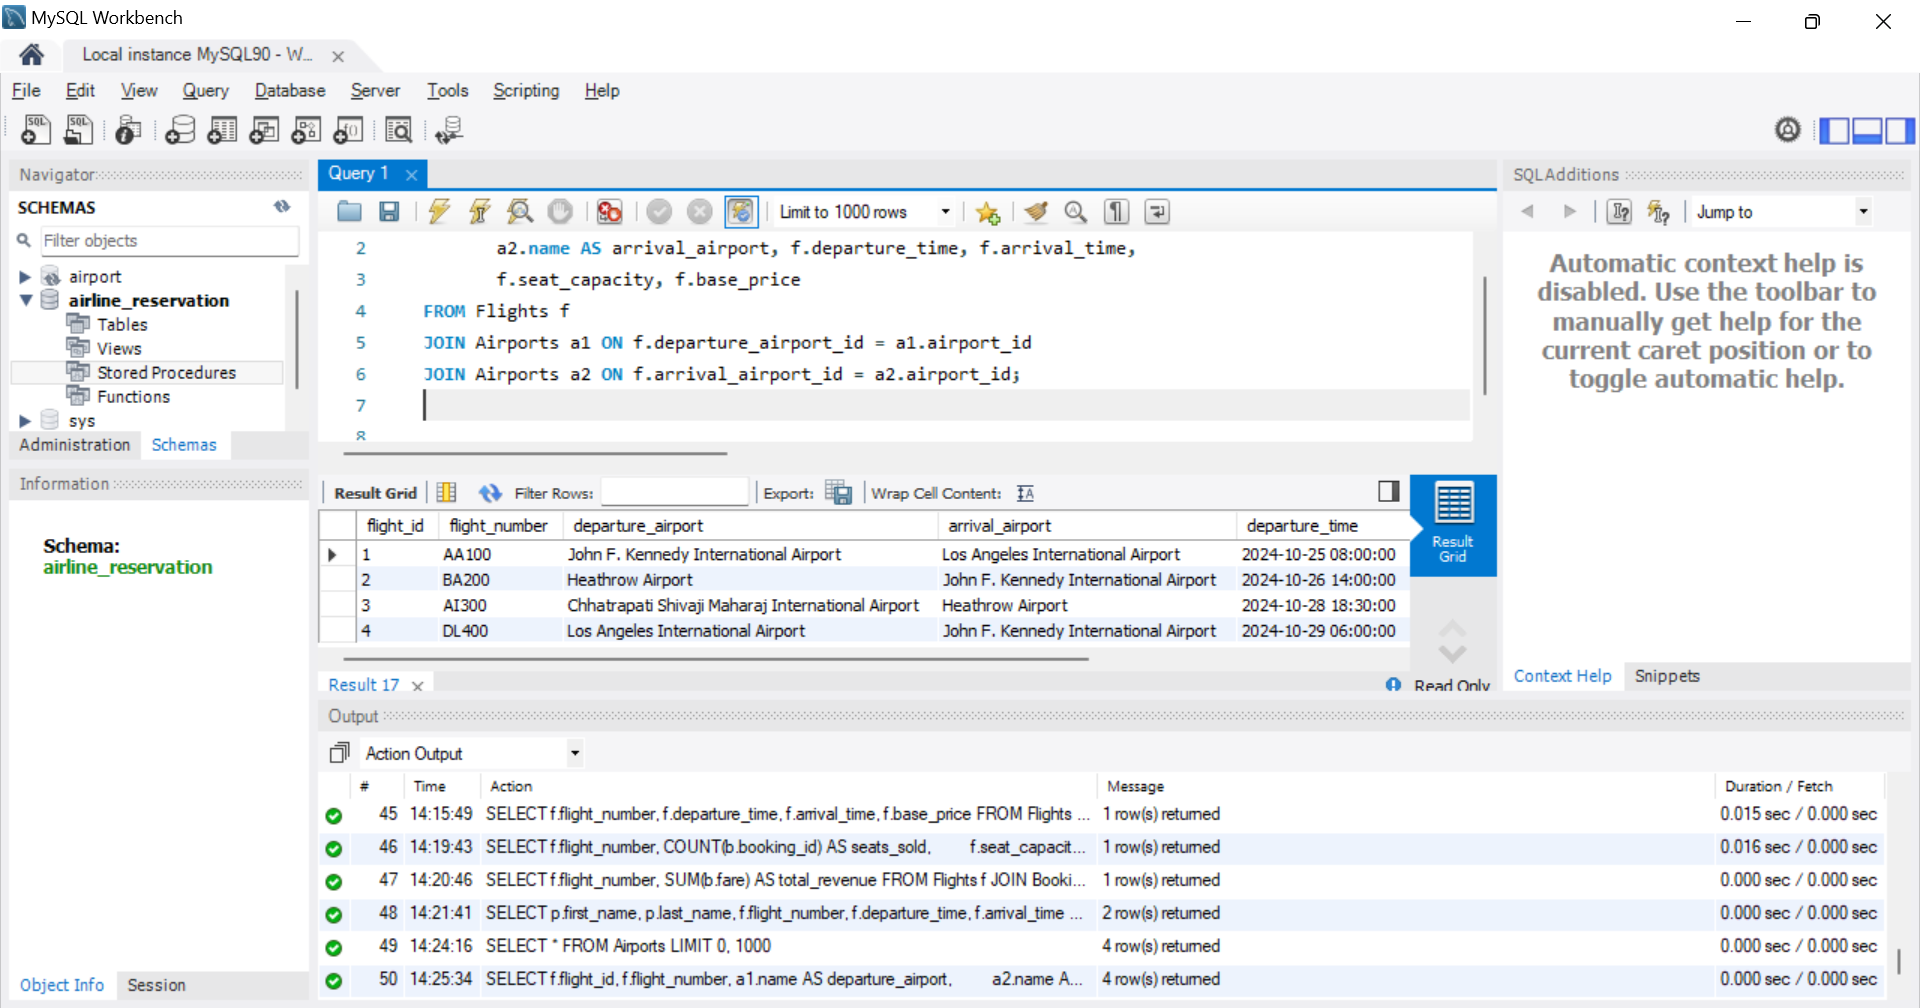 MySQL Workbench
Local instance MySQL90 - W...
File Edit View Query Database Server Tools Scripting Help
Navigator
SCHEMAS
Filter objects
airport
airline_reservation
Tables
Views
Stored Procedures
Functions
sys
Administration Schemas
Information
Schema:
airline_reservation
Object Info Session
Query 1
Limit to 1000 rows
2 a2.name AS arrival_airport, f.departure_time, f.arrival_time,
3 f.seat_capacity, f.base_price
4 FROM Flights f
5 JOIN Airports a1 ON f.departure_airport_id = a1.airport_id
6 JOIN Airports a2 ON f.arrival_airport_id = a2.airport_id;
7
8
Result Grid Filter Rows: Export: Wrap Cell Content:
flight_id flight_number departure_airport arrival_airport departure_time
1 AA100 John F. Kennedy International Airport Los Angeles International Airport 2024-10-25 08:00:00
2 BA200 Heathrow Airport John F. Kennedy International Airport 2024-10-26 14:00:00
3 AI300 Chhatrapati Shivaji Maharaj International Airport Heathrow Airport 2024-10-28 18:30:00
4 DL400 Los Angeles International Airport John F. Kennedy International Airport 2024-10-29 06:00:00
Result
Grid
Result 17 Read Only
SQLAdditions
Jump to
Automatic context help is
disabled. Use the toolbar to
manually get help for the
current caret position or to
toggle automatic help.
Context Help Snippets
Output
Action Output
# Time Action Message Duration / Fetch
45 14:15:49 SELECT f.flight_number, f.departure_time, f.arrival_time, f.base_price FROM Flights ... 1 row(s) returned 0.015 sec / 0.000 sec
46 14:19:43 SELECT f.flight_number, COUNT(b.booking_id) AS seats_sold, f.seat_capacit... 1 row(s) returned 0.016 sec / 0.000 sec
47 14:20:46 SELECT f.flight_number, SUM(b.fare) AS total_revenue FROM Flights f JOIN Booki... 1 row(s) returned 0.000 sec / 0.000 sec
48 14:21:41 SELECT p.first_name, p.last_name, f.flight_number, f.departure_time, f.arrival_time ... 2 row(s) returned 0.000 sec / 0.000 sec
49 14:24:16 SELECT * FROM Airports LIMIT 0, 1000 4 row(s) returned 0.000 sec / 0.000 sec
50 14:25:34 SELECT f.flight_id, f.flight_number, a1.name AS departure_airport, a2.name A... 4 row(s) returned 0.000 sec / 0.000 sec